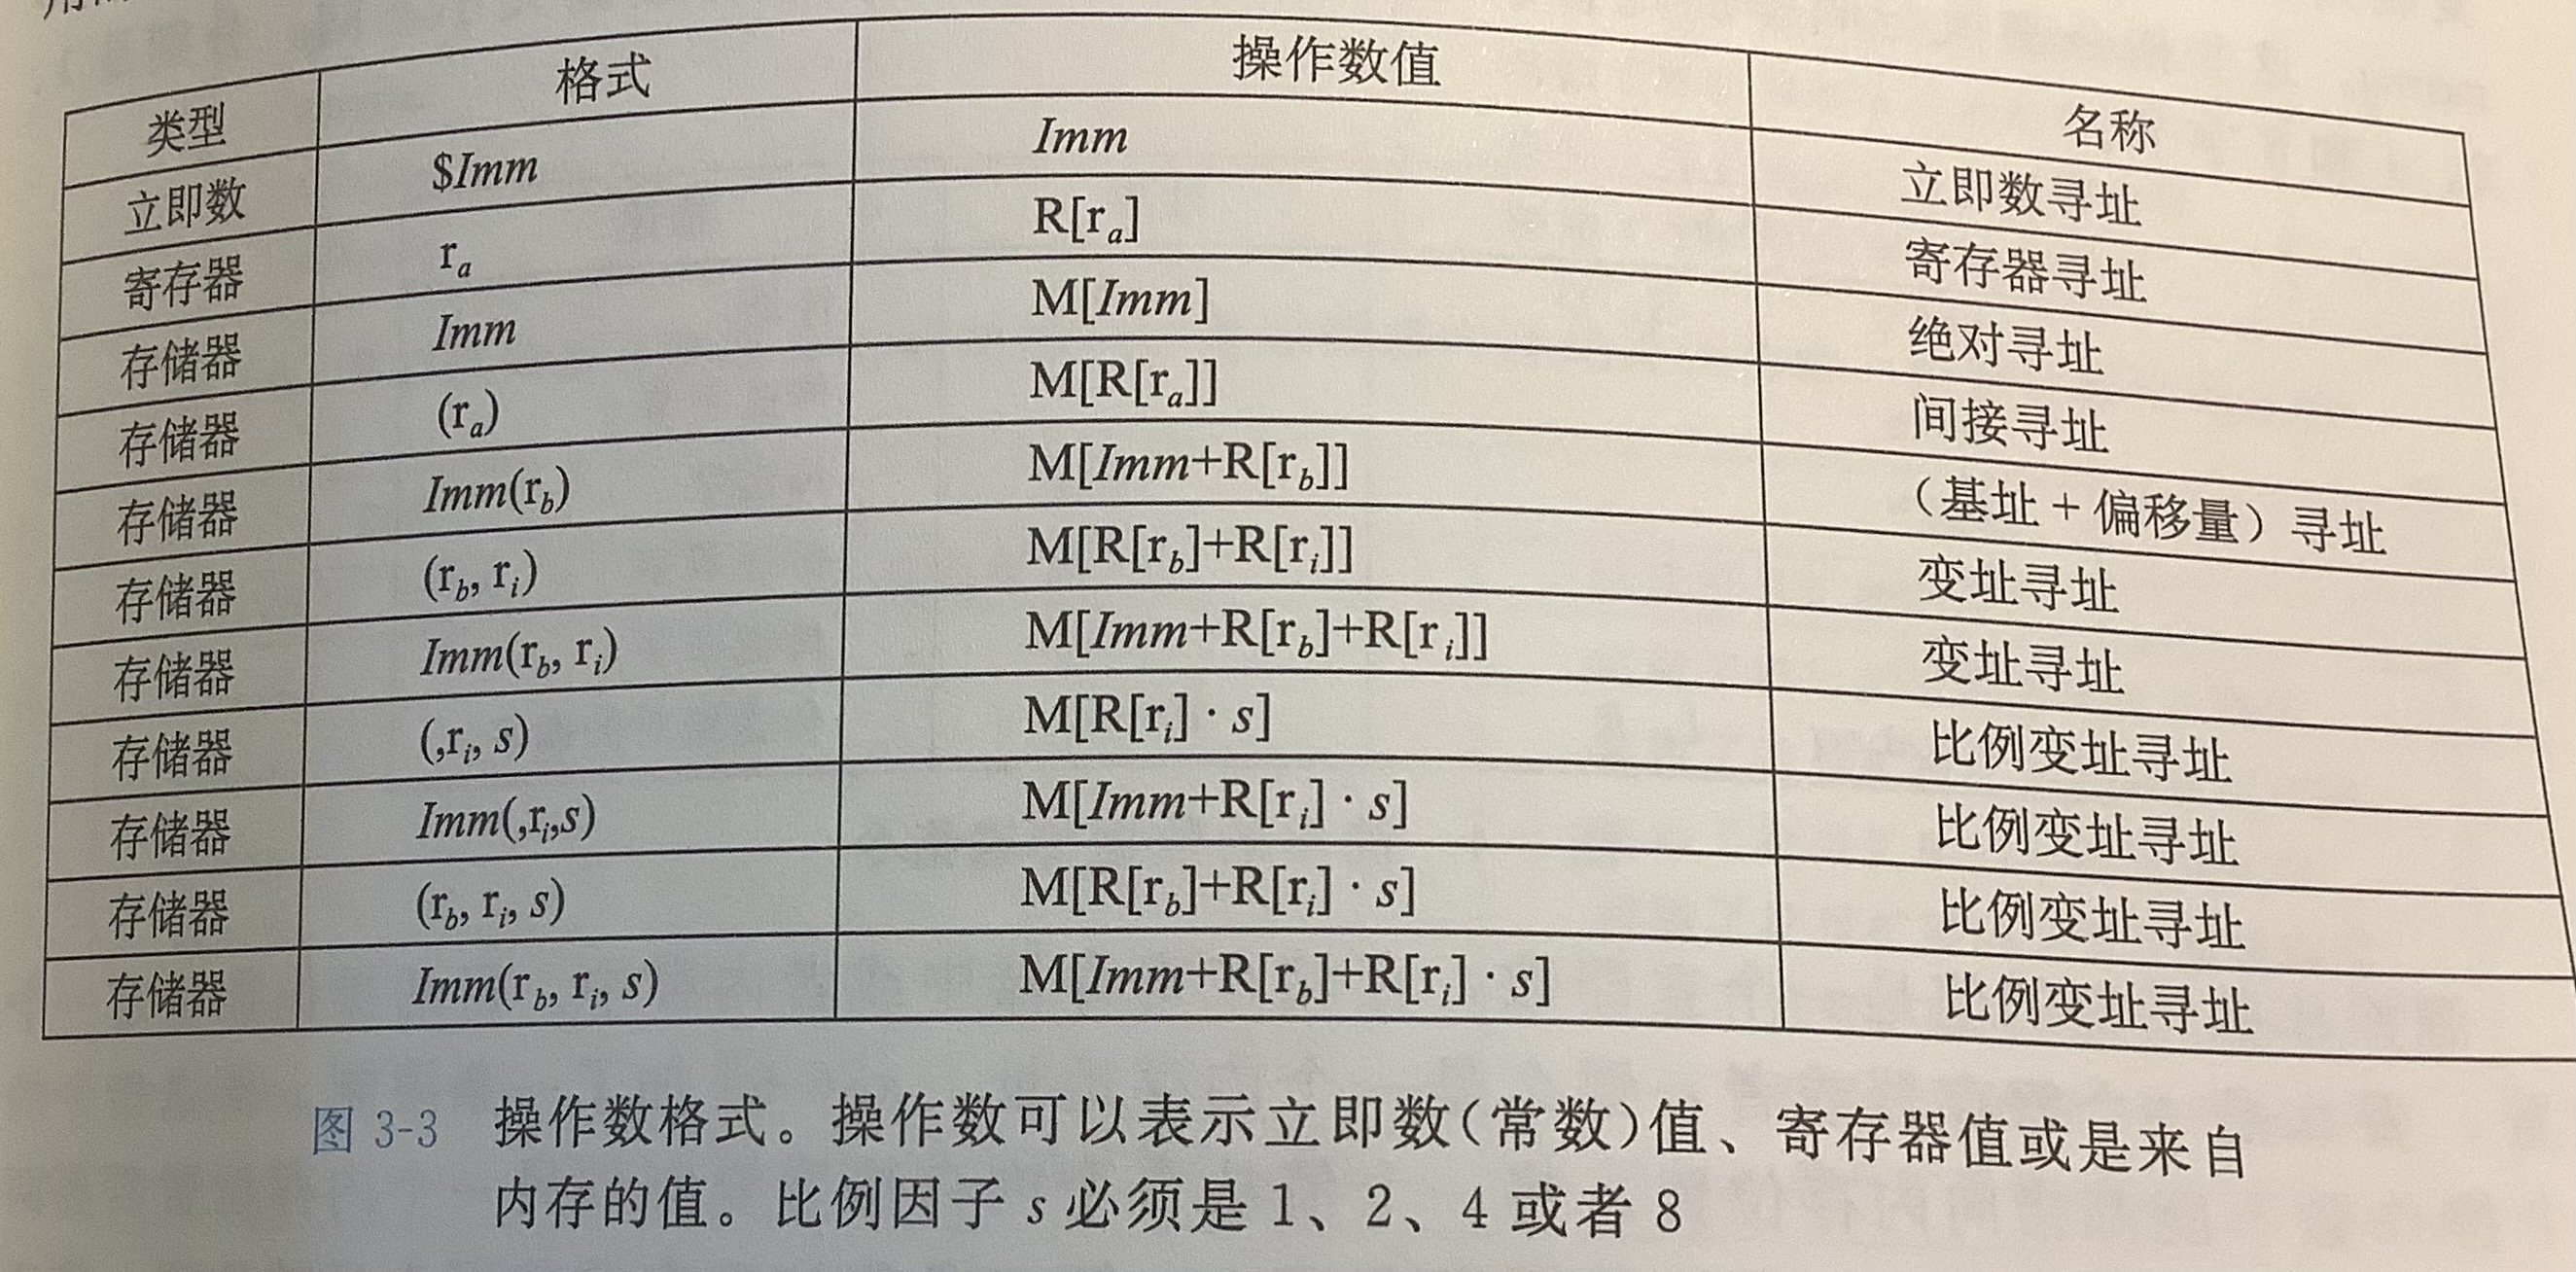 类型 格式 操作数值 名称
立即数 $Imm Imm 立即数寻址
寄存器 rₐ R[rₐ] 寄存器寻址
存储器 Imm M[Imm] 绝对寻址
存储器 (rₐ) M[R[rₐ]] 间接寻址
存储器 Imm(r_b) M[Imm+R[r_b]] （基址+偏移量）寻址
存储器 (r_b, r_i) M[R[r_b]+R[r_i]] 变址寻址
存储器 Imm(r_b, r_i) M[Imm+R[r_b]+R[r_i]] 变址寻址
存储器 (,r_i, s) M[R[r_i]·s] 比例变址寻址
存储器 Imm(,r_i,s) M[Imm+R[r_i]·s] 比例变址寻址
存储器 (r_b, r_i, s) M[R[r_b]+R[r_i]·s] 比例变址寻址
存储器 Imm(r_b, r_i, s) M[Imm+R[r_b]+R[r_i]·s] 比例变址寻址
图 3-3 操作数格式。操作数可以表示立即数(常数)值、寄存器值或是来自
内存的值。比例因子 s 必须是 1、2、4 或者 8